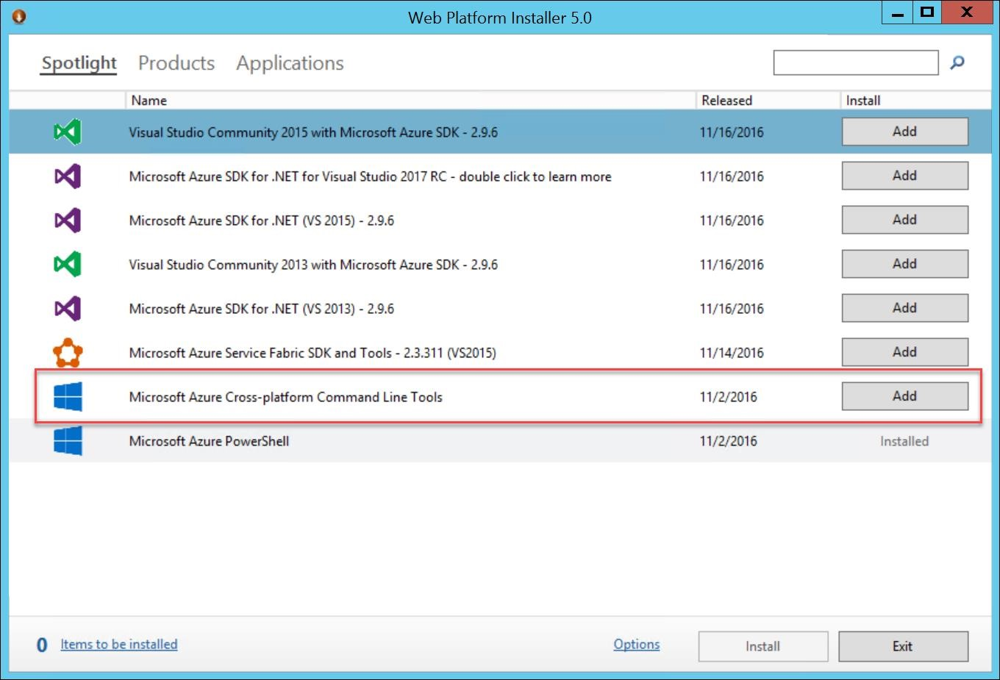 Web Platform Installer 5.0
Spotlight Products Applications
Name Released Install
Visual Studio Community 2015 with Microsoft Azure SDK - 2.9.6 11/16/2016 Add
Microsoft Azure SDK for .NET for Visual Studio 2017 RC - double click to learn more 11/16/2016 Add
Microsoft Azure SDK for .NET (VS 2015) - 2.9.6 11/16/2016 Add
Visual Studio Community 2013 with Microsoft Azure SDK - 2.9.6 11/16/2016 Add
Microsoft Azure SDK for .NET (VS 2013) - 2.9.6 11/16/2016 Add
Microsoft Azure Service Fabric SDK and Tools - 2.3.311 (VS2015) 11/14/2016 Add
Microsoft Azure Cross-platform Command Line Tools 11/2/2016 Add
Microsoft Azure PowerShell 11/2/2016 Installed
0 Items to be installed Options Install Exit